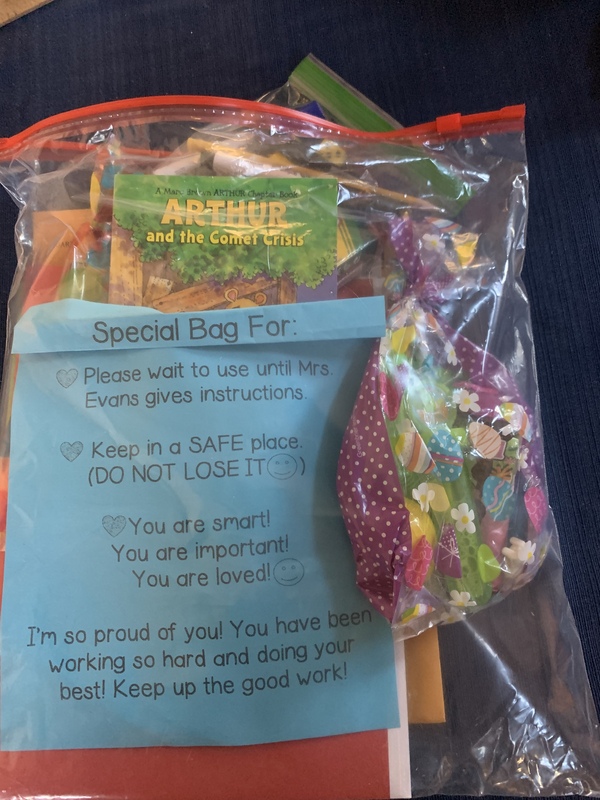 A Marc Brown ARTHUR Chapter Book
ARTHUR
and the Comet Crisis
Special Bag For:
Please wait to use until Mrs.
Evans gives instructions.
Keep in a SAFE place.
(DO NOT LOSE IT)
You are smart!
You are important!
You are loved!
I'm so proud of you! You have been
working so hard and doing your
best! Keep up the good work!